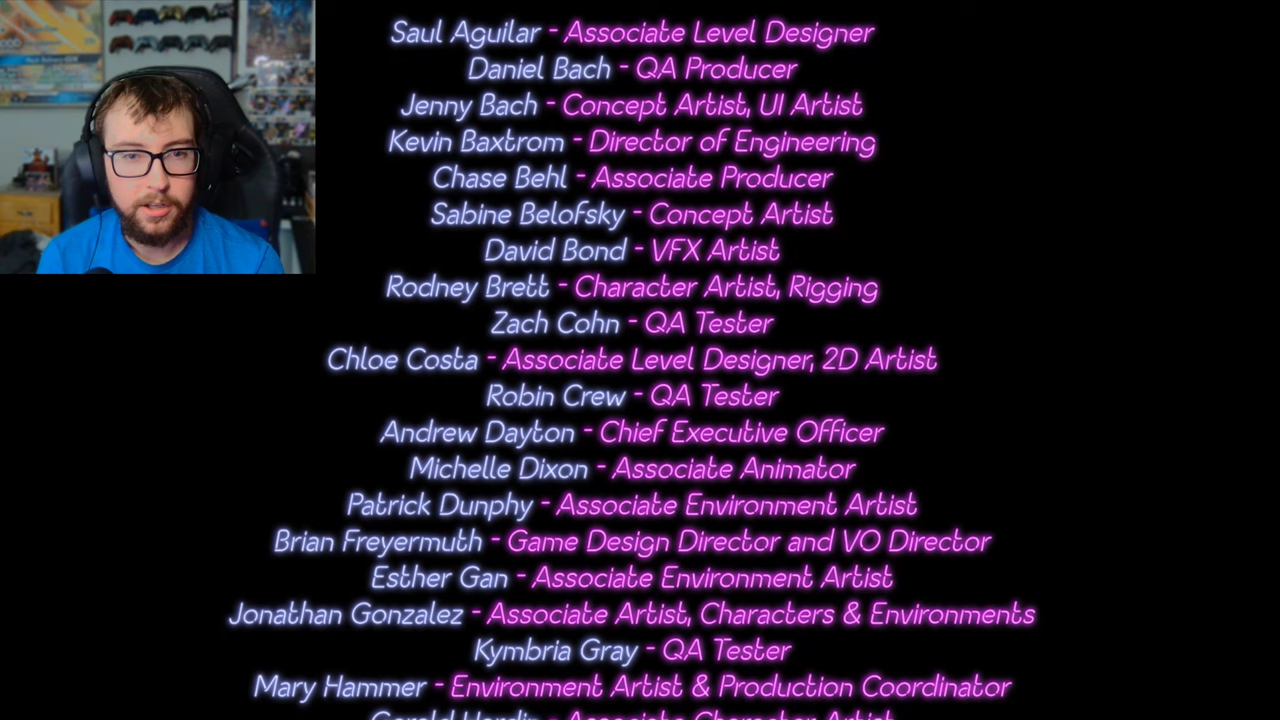 Saul Aguilar - Associate Level Designer
Daniel Bach - QA Producer
Jenny Bach - Concept Artist, UI Artist
Kevin Baxtrom - Director of Engineering
Chase Behl - Associate Producer
Sabine Belofsky - Concept Artist
David Bond - VFX Artist
Rodney Brett - Character Artist, Rigging
Zach Cohn - QA Tester
Chloe Costa - Associate Level Designer, 2D Artist
Robin Crew - QA Tester
Andrew Dayton - Chief Executive Officer
Michelle Dixon - Associate Animator
Patrick Dunphy - Associate Environment Artist
Brian Freyermuth - Game Design Director and VO Director
Esther Gan - Associate Environment Artist
Jonathan Gonzalez - Associate Artist, Characters & Environments
Kymbria Gray - QA Tester
Mary Hammer - Environment Artist & Production Coordinator
Gerald Hardin - Associate Character Artist